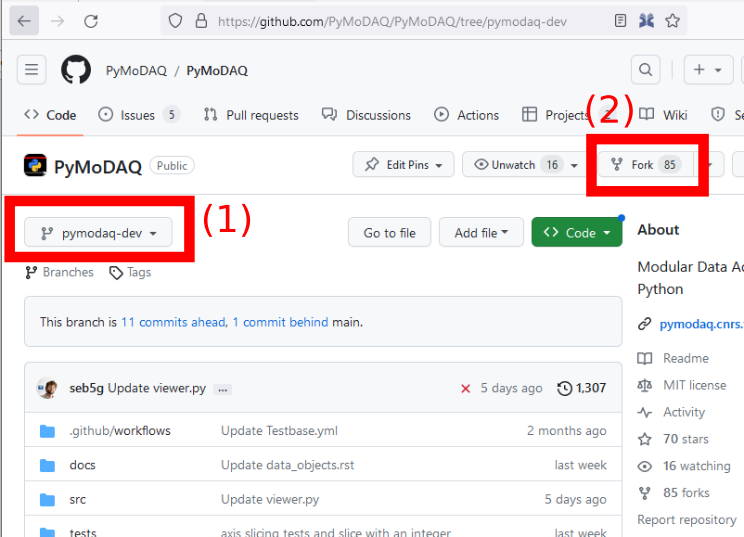 https://github.com/PyMoDAQ/PyMoDAQ/tree/pymodaq-dev
PyMoDAQ / PyMoDAQ
Code Issues 5 Pull requests Discussions Actions Projects Wiki
(2)
PyMoDAQ Public Edit Pins Unwatch 16 Fork 85
(1)
pymodaq-dev Go to file Add file Code About
Branches Tags
Modular Data
Python
This branch is 11 commits ahead, 1 commit behind main.
pymodaq.cnrs.
seb5g Update viewer.py ... 5 days ago 1,307
Readme
MIT license
.github/workflows Update Testbase.yml 2 months ago
Activity
70 stars
docs Update data_objects.rst last week
16 watching
src Update viewer.py 5 days ago
85 forks
Report repository
tests axis slicing tests and slice with an integer last week